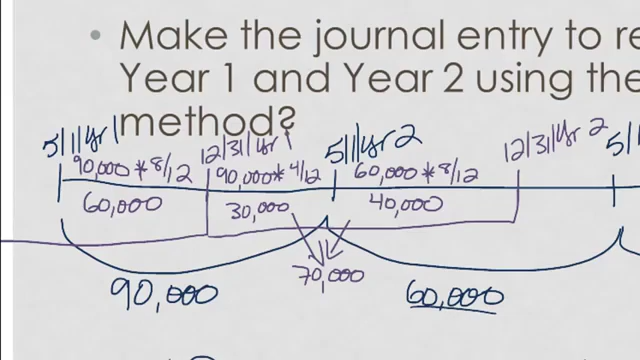 • Make the journal entry to re
Year 1 and Year 2 using the
method?
5/1/yr 1
12/31/yr 1
5/1/yr 2
12/31/yr 2
5/1
90,000 * 8/12
90,000 * 4/12
60,000 * 8/12
60,000
30,000
40,000
70,000
90,000
60,000